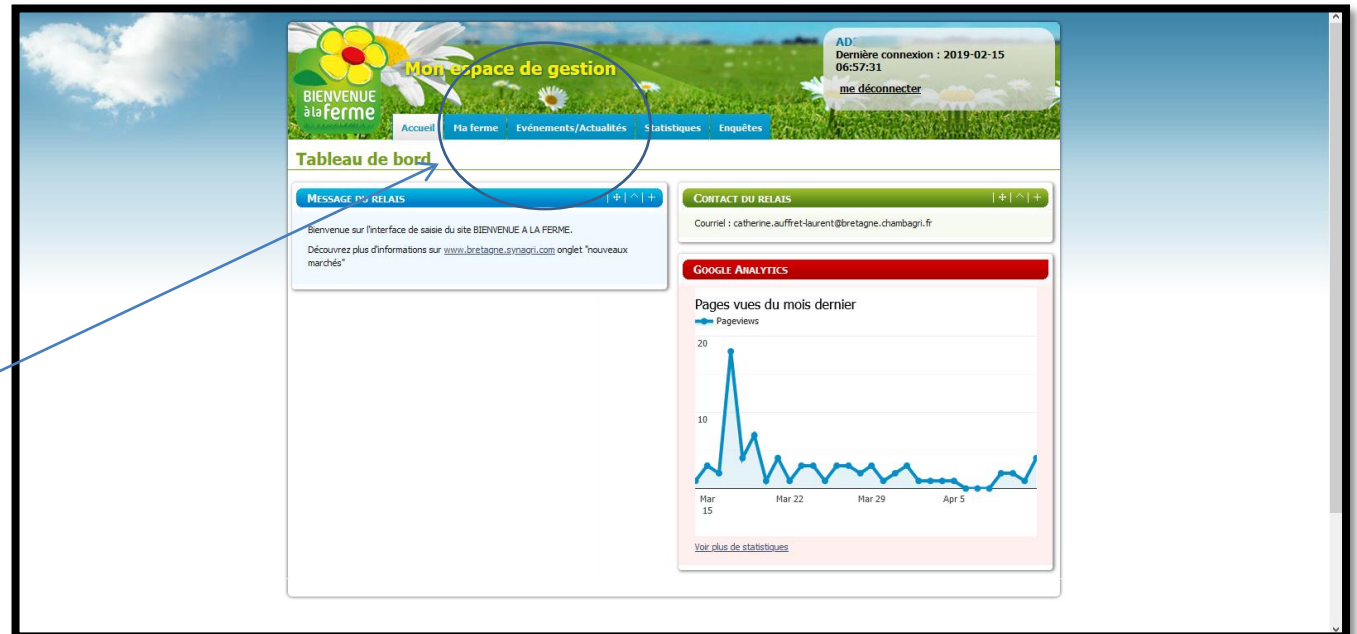 BIENVENUE
à la ferme
Mon espace de gestion
AD
Dernière connexion : 2019-02-15
06:57:31
me déconnecter
Accueil Ma ferme Evénements/Actualités Statistiques Enquêtes
Tableau de bord
MESSAGE DU RELAIS
Bienvenue sur l'interface de saisie du site BIENVENUE A LA FERME.
Découvrez plus d'informations sur www.bretagne.synagri.com onglet "nouveaux
marchés"
CONTACT DU RELAIS
Courriel : catherine.auffret-laurent@bretagne.chambagri.fr
GOOGLE ANALYTICS
Pages vues du mois dernier
Pageviews
20
10
Mar
15
Mar 22
Mar 29
Apr 5
Voir plus de statistiques